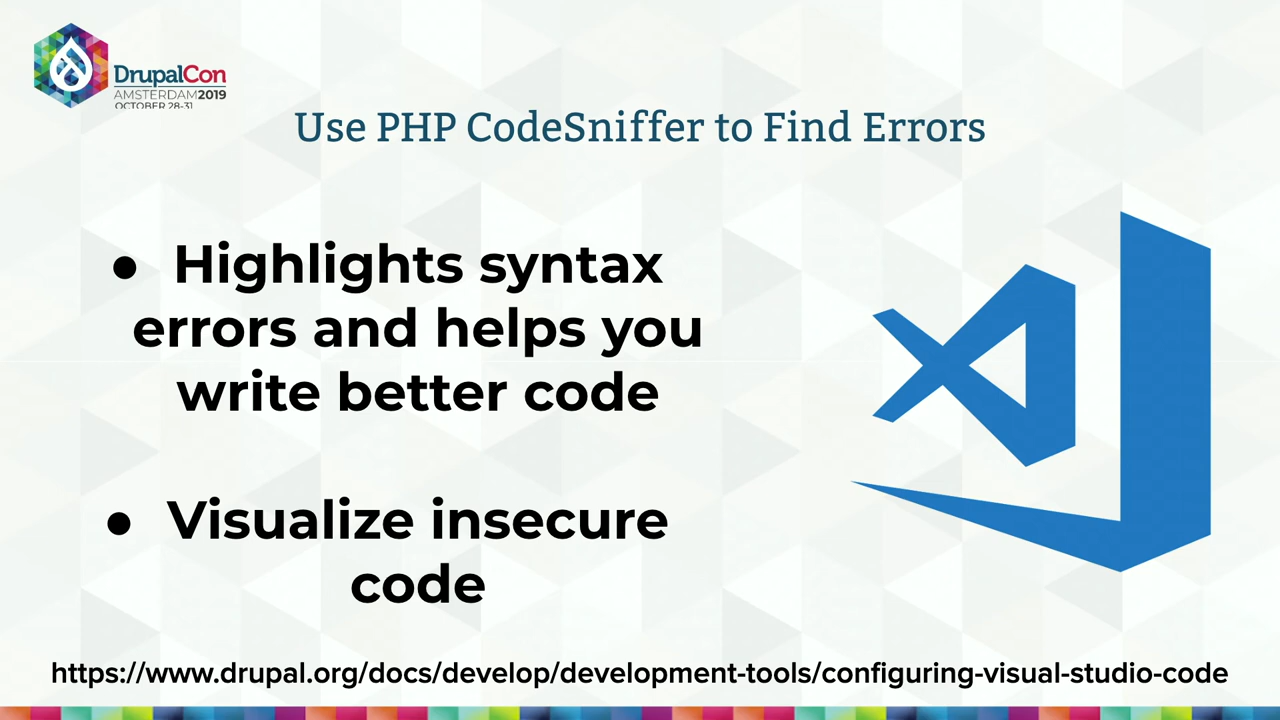 DrupalCon
AMSTERDAM2019
OCTOBER 28-31
Use PHP CodeSniffer to Find Errors
● Highlights syntax
errors and helps you
write better code
● Visualize insecure
code
https://www.drupal.org/docs/develop/development-tools/configuring-visual-studio-code